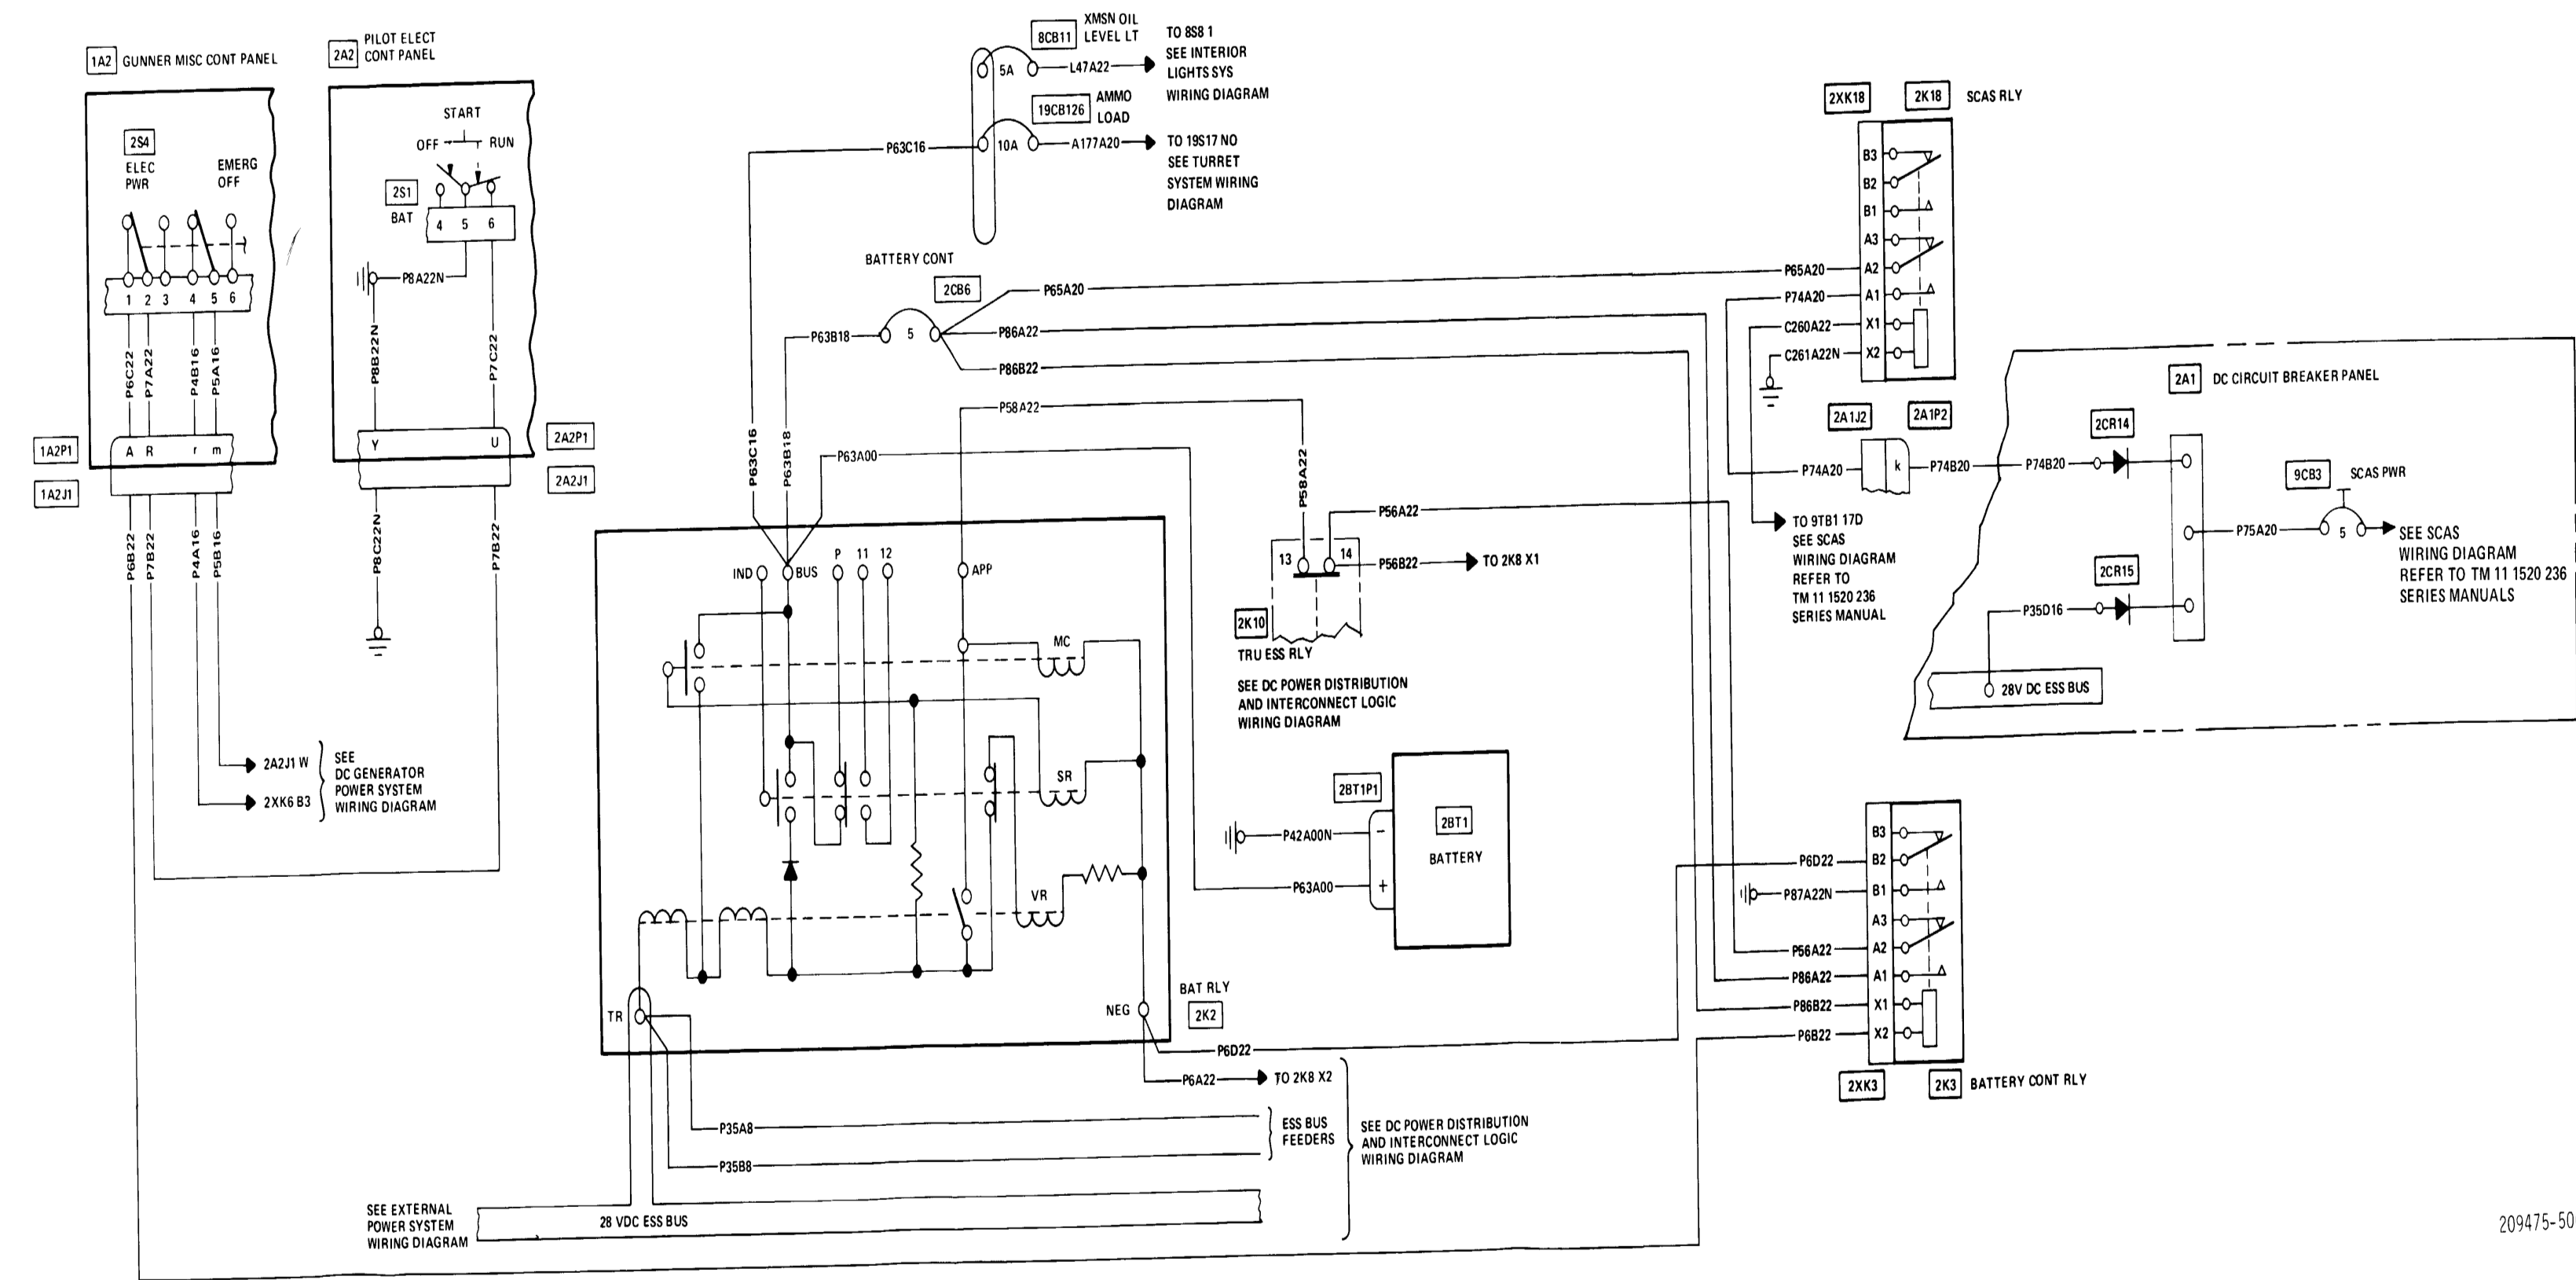 1A2 GUNNER MISC CONT PANEL
2S4
ELEC
PWR
EMERG
OFF
1 2 3 4 5 6
P6C22
P7A22
P4B16
P5A16
1A2P1
A R r m
1A2J1
P6B22
P7B22
P4A16
P5B16
2A2J1 W
2XK6 B3
SEE
DC GENERATOR
POWER SYSTEM
WIRING DIAGRAM
2A2
PILOT ELECT
CONT PANEL
START
OFF RUN
2S1
BAT
4 5 6
P8A22N
P8B22N
P7C22
Y U
2A2P1
2A2J1
P8C22N
P7B22
8CB11
XMSN OIL
LEVEL LT
5A
L47A22
TO 8S8 1
SEE INTERIOR
LIGHTS SYS
WIRING DIAGRAM
19CB126
AMMO
LOAD
P63C16
10A
A177A20
TO 19S17 NO
SEE TURRET
SYSTEM WIRING
DIAGRAM
BATTERY CONT
2CB6
P63B18
5
P65A20
P86A22
P86B22
P58A22
P63A00
P63C16
P63B18
IND
BUS
P
11
12
APP
MC
SR
VR
TR
NEG
BAT RLY
2K2
P58A22
P56A22
13
14
P56B22
TO 2K8 X1
2K10
TRU ESS RLY
SEE DC POWER DISTRIBUTION
AND INTERCONNECT LOGIC
WIRING DIAGRAM
2BT1P1
2BT1
BATTERY
P42A00N
-
P63A00
+
P6D22
P6A22
TO 2K8 X2
P35A8
P35B8
ESS BUS
FEEDERS
SEE DC POWER DISTRIBUTION
AND INTERCONNECT LOGIC
WIRING DIAGRAM
SEE EXTERNAL
POWER SYSTEM
WIRING DIAGRAM
28 VDC ESS BUS
2XK18
2K18
SCAS RLY
B3
B2
B1
A3
P65A20 A2
P74A20 A1
C260A22 X1
C261A22N X2
2A1J2
2A1P2
P74A20
k
P74B20
P74B20
2CR14
2A1
DC CIRCUIT BREAKER PANEL
9CB3
SCAS PWR
P75A20
5
SEE SCAS
WIRING DIAGRAM
REFER TO TM 11 1520 236
SERIES MANUALS
TO 9TB1 17D
SEE SCAS
WIRING DIAGRAM
REFER TO
TM 11 1520 236
SERIES MANUAL
2CR15
P35D16
28V DC ESS BUS
B3
P6D22 B2
P87A22N B1
A3
P56A22 A2
P86A22 A1
P86B22 X1
P6B22 X2
2XK3
2K3
BATTERY CONT RLY
209475-50